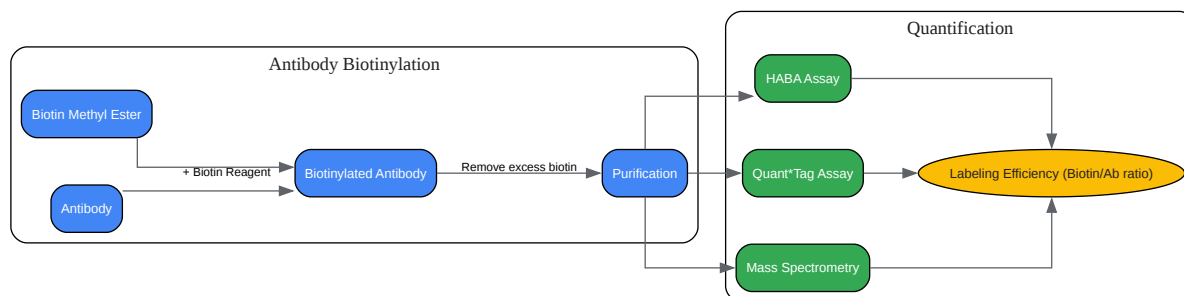 Antibody Biotinylation
Biotin Methyl Ester
+ Biotin Reagent
Antibody
Biotinylated Antibody
Remove excess biotin
Purification
Quantification
HABA Assay
Quant*Tag Assay
Mass Spectrometry
Labeling Efficiency (Biotin/Ab ratio)